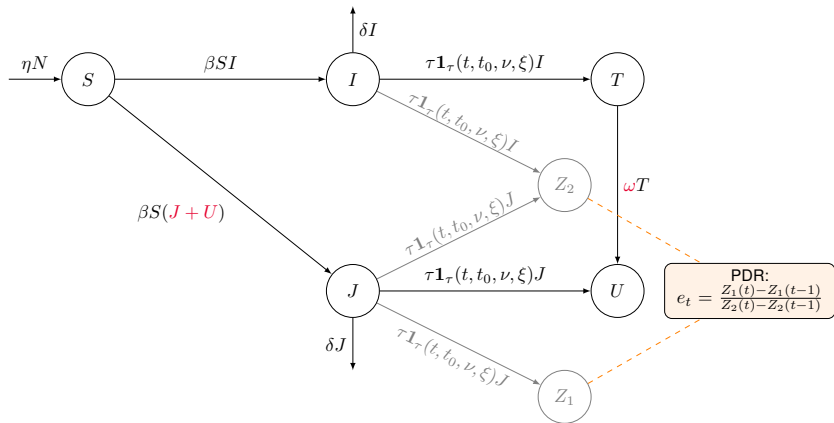 δI
ηN
S
βSI
I
τ1τ(t, t₀, ν, ξ)I
T
τ1τ(t, t₀, ν, ξ)I
Z₂
ωT
βS(J + U)
τ1τ(t, t₀, ν, ξ)J
J
τ1τ(t, t₀, ν, ξ)J
U
PDR:
eₜ = (Z₁(t)−Z₁(t−1))/(Z₂(t)−Z₂(t−1))
δJ
τ1τ(t, t₀, ν, ξ)J
Z₁